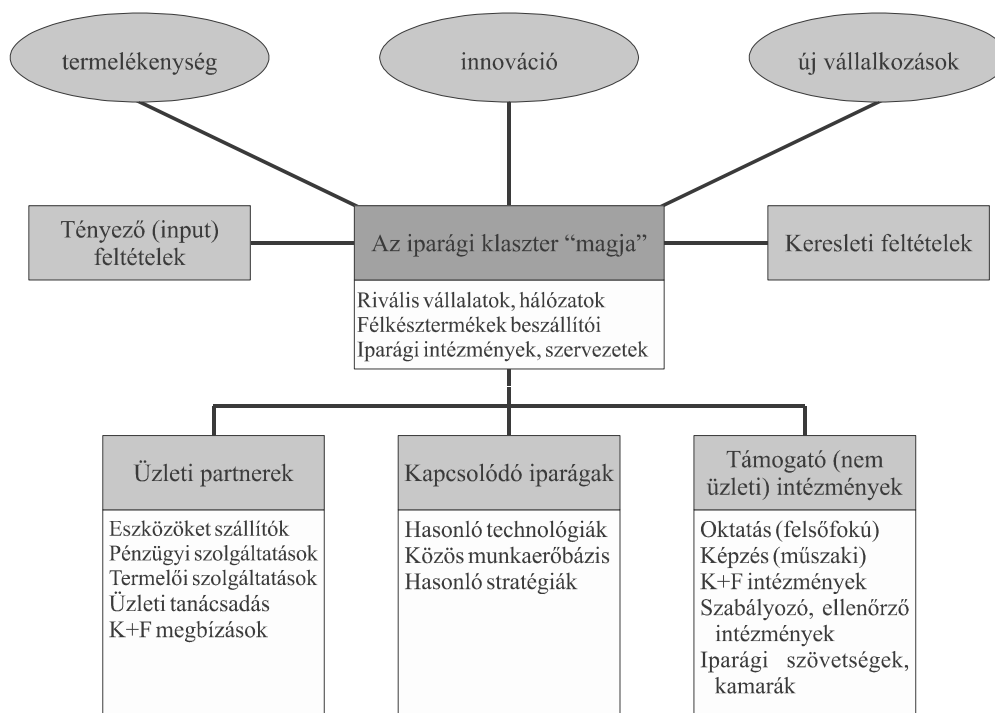 termelékenység
innováció
új vállalkozások
Tényező (input)
feltételek
Az iparági klaszter “magja”
Keresleti feltételek
Rivális vállalatok, hálózatok
Félkésztermékek beszállítói
Iparági intézmények, szervezetek
Üzleti partnerek
Eszközöket szállítók
Pénzügyi szolgáltatások
Termelői szolgáltatások
Üzleti tanácsadás
K+F megbízások
Kapcsolódó iparágak
Hasonló technológiák
Közös munkaerőbázis
Hasonló stratégiák
Támogató (nem
üzleti) intézmények
Oktatás (felsőfokú)
Képzés (műszaki)
K+F intézmények
Szabályozó, ellenőrző
intézmények
Iparági szövetségek,
kamarák